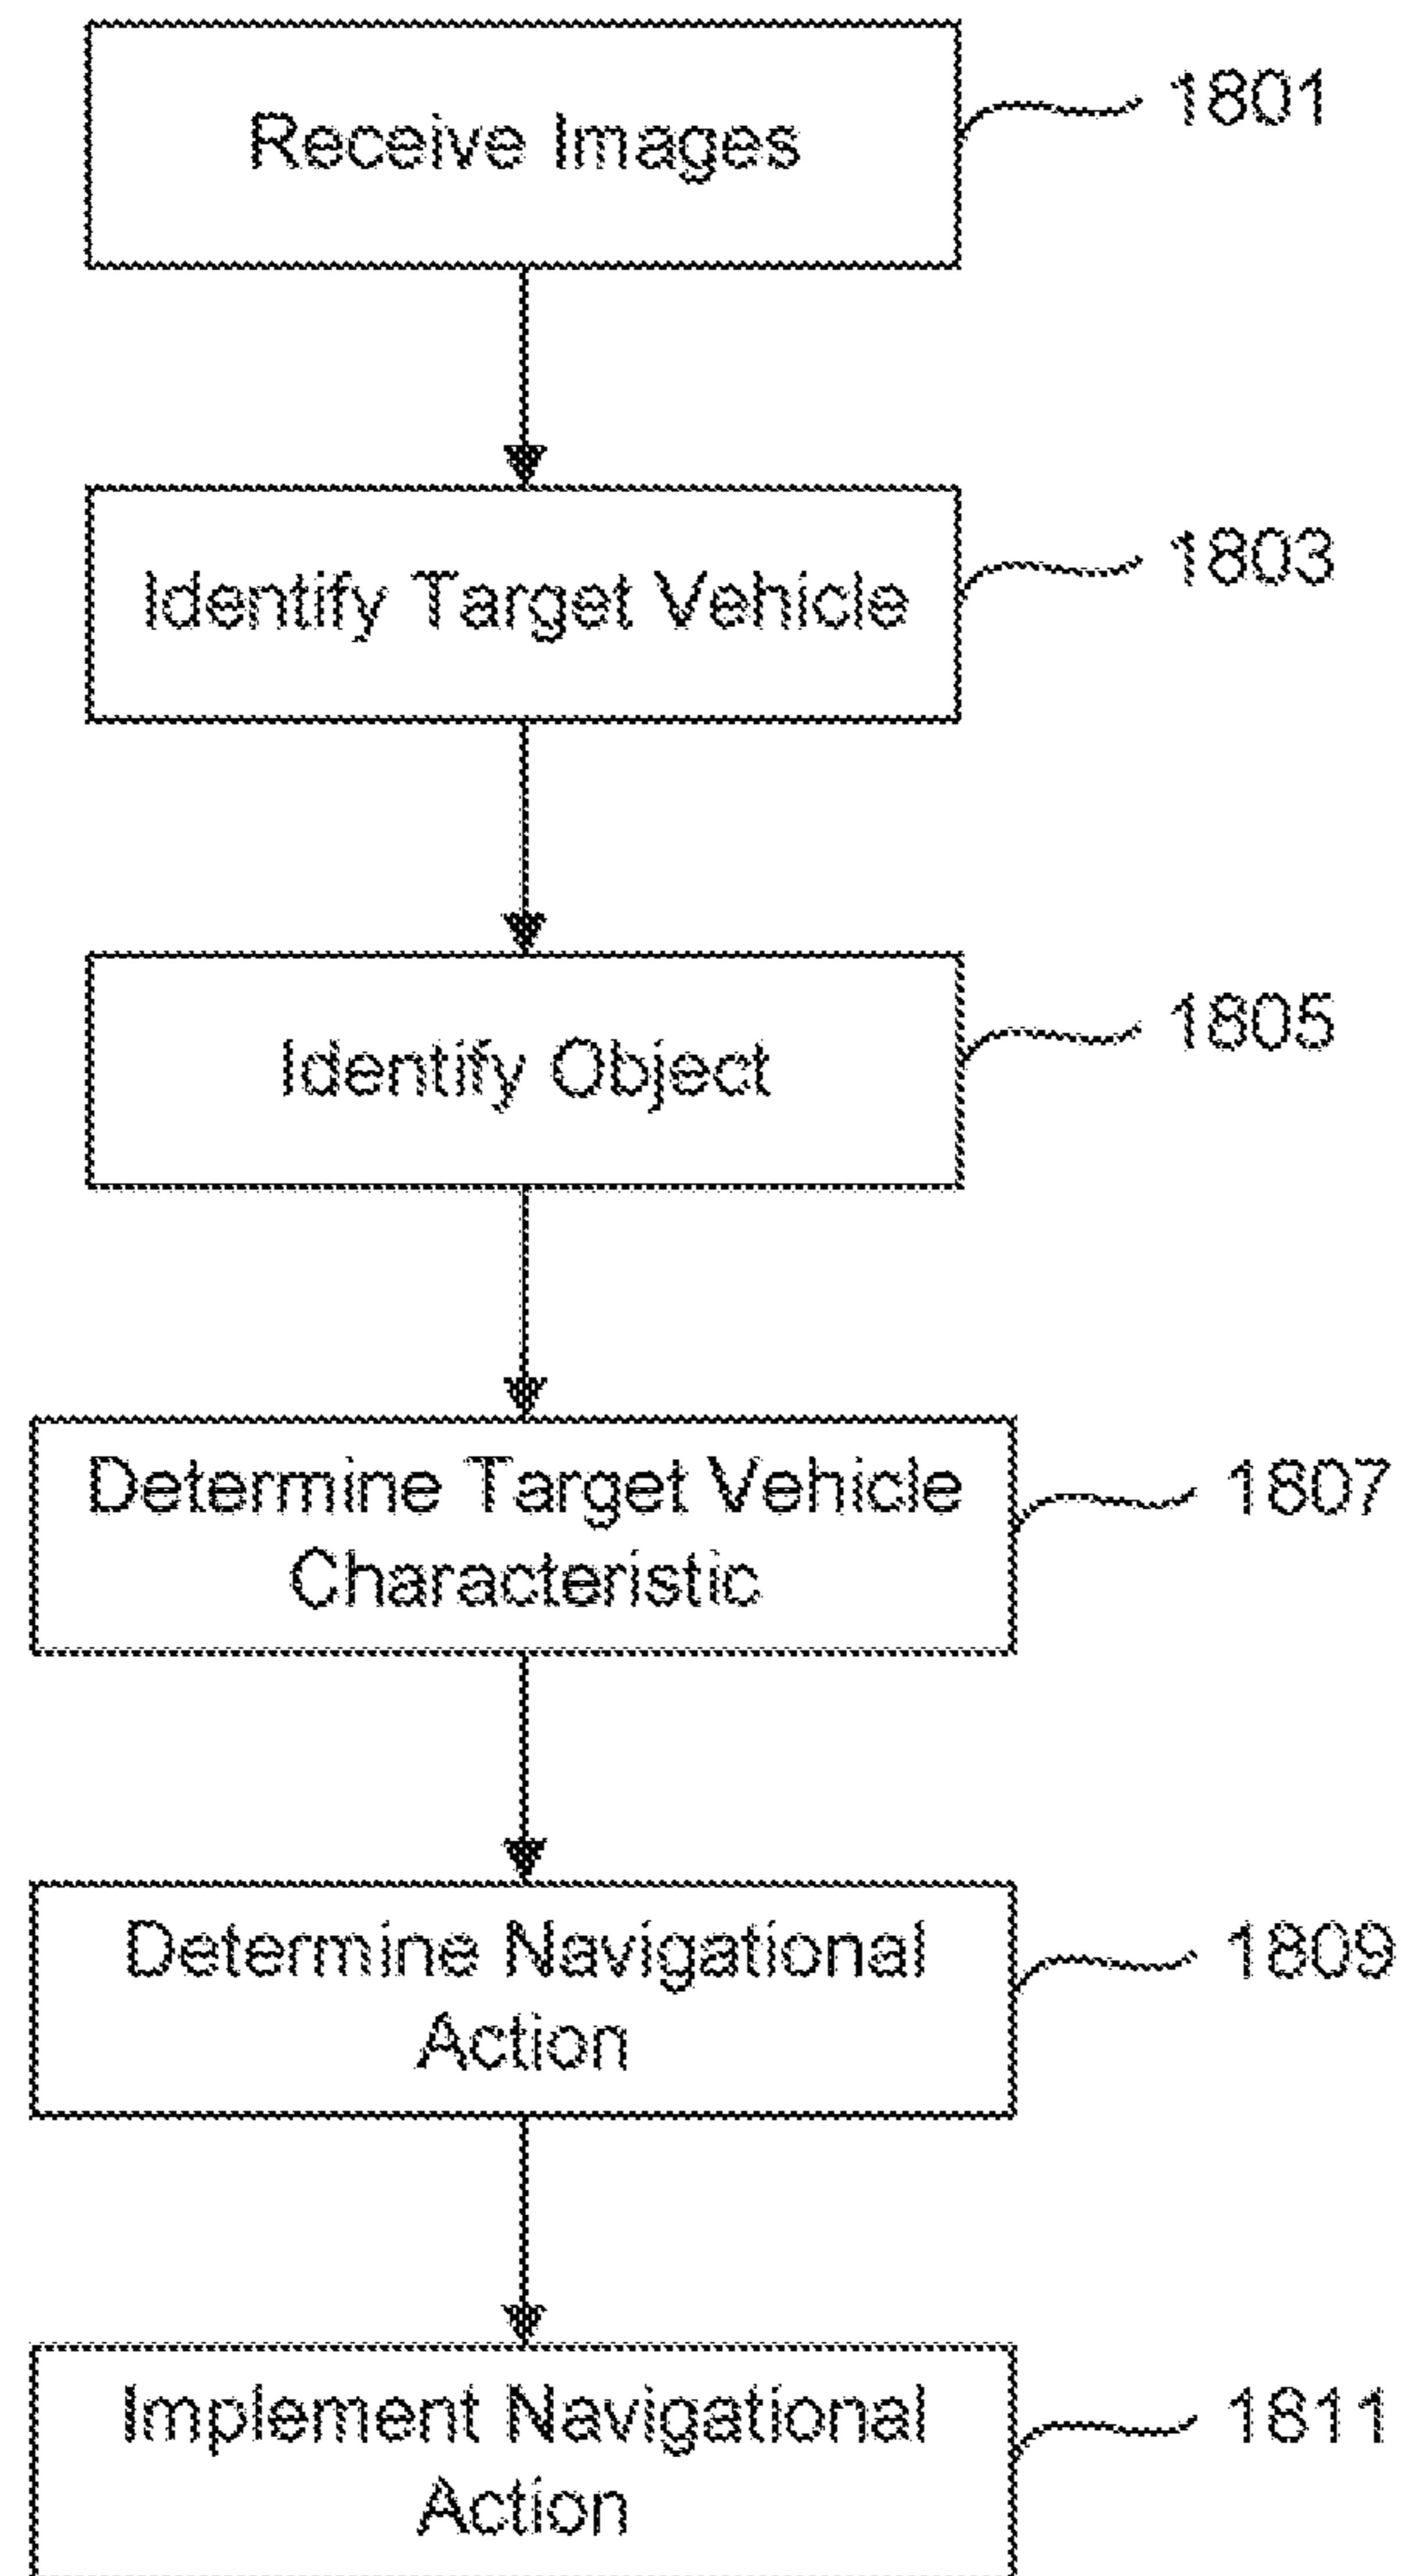 Receive Images
1801
Identify Target Vehicle
1803
Identify Object
1805
Determine Target Vehicle
Characteristic
1807
Determine Navigational
Action
1809
Implement Navigational
Action
1811